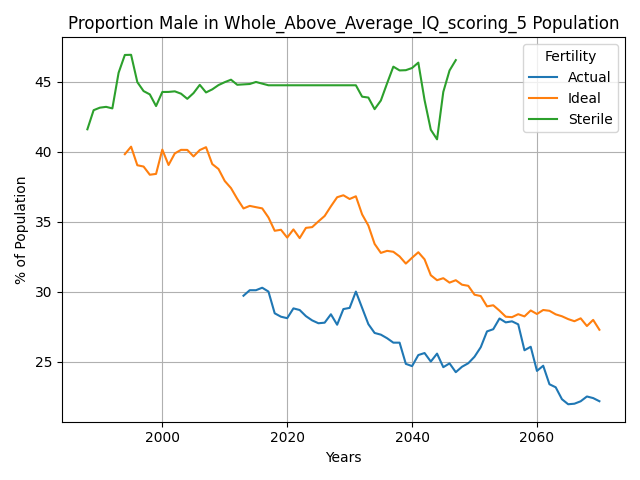 Proportion Male in Whole_Above_Average_IQ_scoring_5 Population
Fertility
Actual
Ideal
Sterile
% of Population
45
40
35
30
25
2000
2020
2040
2060
Years